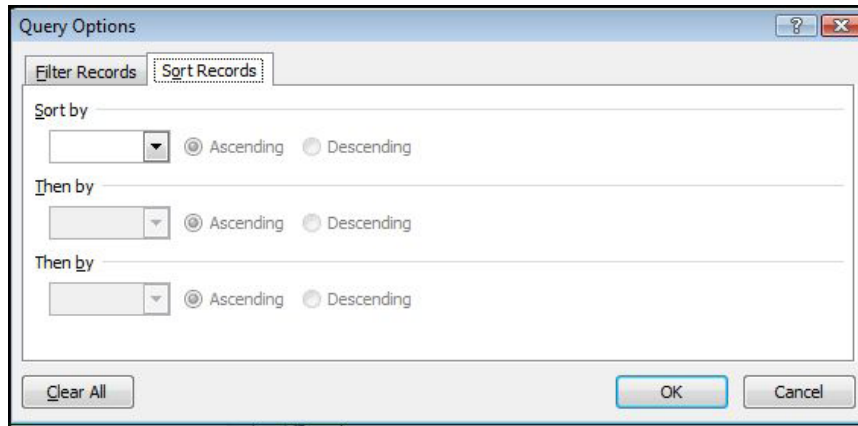 Query Options
Filter Records Sort Records
Sort by
Ascending Descending
Then by
Ascending Descending
Then by
Ascending Descending
Clear All OK Cancel